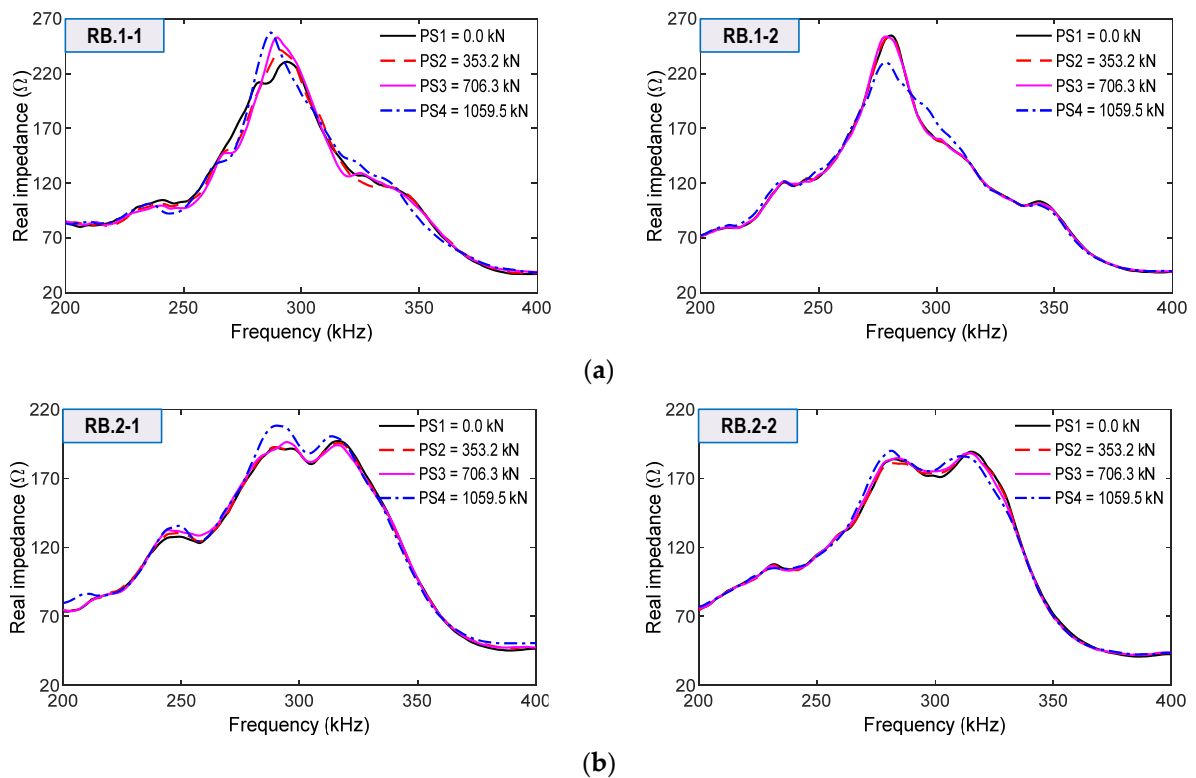 RB.1-1
PS1 = 0.0 kN
PS2 = 353.2 kN
PS3 = 706.3 kN
PS4 = 1059.5 kN
Real impedance (Ω)
270
220
170
120
70
20
200
250
300
350
400
Frequency (kHz)
RB.1-2
PS1 = 0.0 kN
PS2 = 353.2 kN
PS3 = 706.3 kN
PS4 = 1059.5 kN
Real impedance (Ω)
270
220
170
120
70
20
200
250
300
350
400
Frequency (kHz)
(a)
RB.2-1
PS1 = 0.0 kN
PS2 = 353.2 kN
PS3 = 706.3 kN
PS4 = 1059.5 kN
Real impedance (Ω)
220
170
120
70
20
200
250
300
350
400
Frequency (kHz)
RB.2-2
PS1 = 0.0 kN
PS2 = 353.2 kN
PS3 = 706.3 kN
PS4 = 1059.5 kN
Real impedance (Ω)
220
170
120
70
20
200
250
300
350
400
Frequency (kHz)
(b)